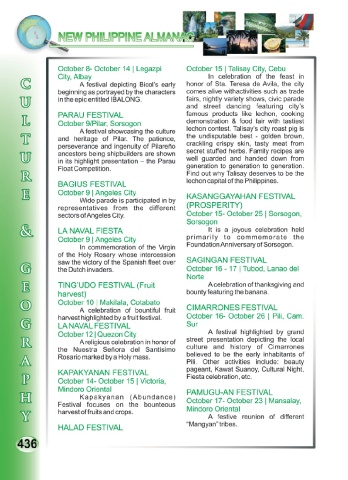 NEW PHILIPPINE ALMANAC
CULTURE & GEOGRAPHY
October 8- October 14 | Legazpi
City, Albay
A festival depicting Bicol's early
beginning as portrayed by the characters
in the epic entitled IBALONG.
PARAU FESTIVAL
October 9/Pilar, Sorsogon
A festival showcasing the culture
and heritage of Pilar. The patience,
perseverance and ingenuity of Pilareño
ancestors being shipbuilders are shown
in its highlight presentation – the Parau
Float Competition.
BAGIUS FESTIVAL
October 9 | Angeles City
Wide parade is participated in by
representatives from the different
sectors of Angeles City.
LA NAVAL FIESTA
October 9 | Angeles City
In commemoration of the Virgin
of the Holy Rosary whose intercession
saw the victory of the Spanish fleet over
the Dutch invaders.
TING'UDO FESTIVAL (Fruit
harvest)
October 10 | Makilala, Cotabato
A celebration of bountiful fruit
harvest highlighted by a fruit festival.
LA NAVAL FESTIVAL
October 12 | Quezon City
A religious celebration in honor of
the Nuestra Señora del Santisimo
Rosario marked by a Holy mass.
KAPAKYANAN FESTIVAL
October 14- October 15 | Victoria,
Mindoro Oriental
Kapakyanan (Abundance)
Festival focuses on the bounteous
harvest of fruits and crops.
HALAD FESTIVAL
October 15 | Talisay City, Cebu
In celebration of the feast in
honor of Sta. Teresa de Avila, the city
comes alive withactivities such as trade
fairs, nightly variety shows, civic parade
and street dancing featuring city's
famous products like lechon, cooking
demonstration & food fair with tastiest
lechon contest. Talisay's city roast pig is
the undisputable best - golden brown,
crackling crispy skin, tasty meat from
secret stuffed herbs. Family recipes are
well guarded and handed down from
generation to generation to generation.
Find out why Talisay deserves to be the
lechon capital of the Philippines.
KASANGGAYAHAN FESTIVAL
(PROSPERITY)
October 15- October 25 | Sorsogon,
Sorsogon
It is a joyous celebration held
primarily to commemorate the
Foundation Anniversary of Sorsogon.
SAGINGAN FESTIVAL
October 16 - 17 | Tubod, Lanao del
Norte
A celebration of thanksgiving and
bounty featuring the banana.
CIMARRONES FESTIVAL
October 16- October 26 | Pili, Cam.
Sur
A festival highlighted by grand
street presentation depicting the local
culture and history of Cimarrones
believed to be the early inhabitants of
Pili. Other activities include: beauty
pageant, Kawat Suanoy, Cultural Night,
Fiesta celebration, etc.
PAMUGU-AN FESTIVAL
October 17- October 23 | Mansalay,
Mindoro Oriental
A festive reunion of different
"Mangyan" tribes.
436